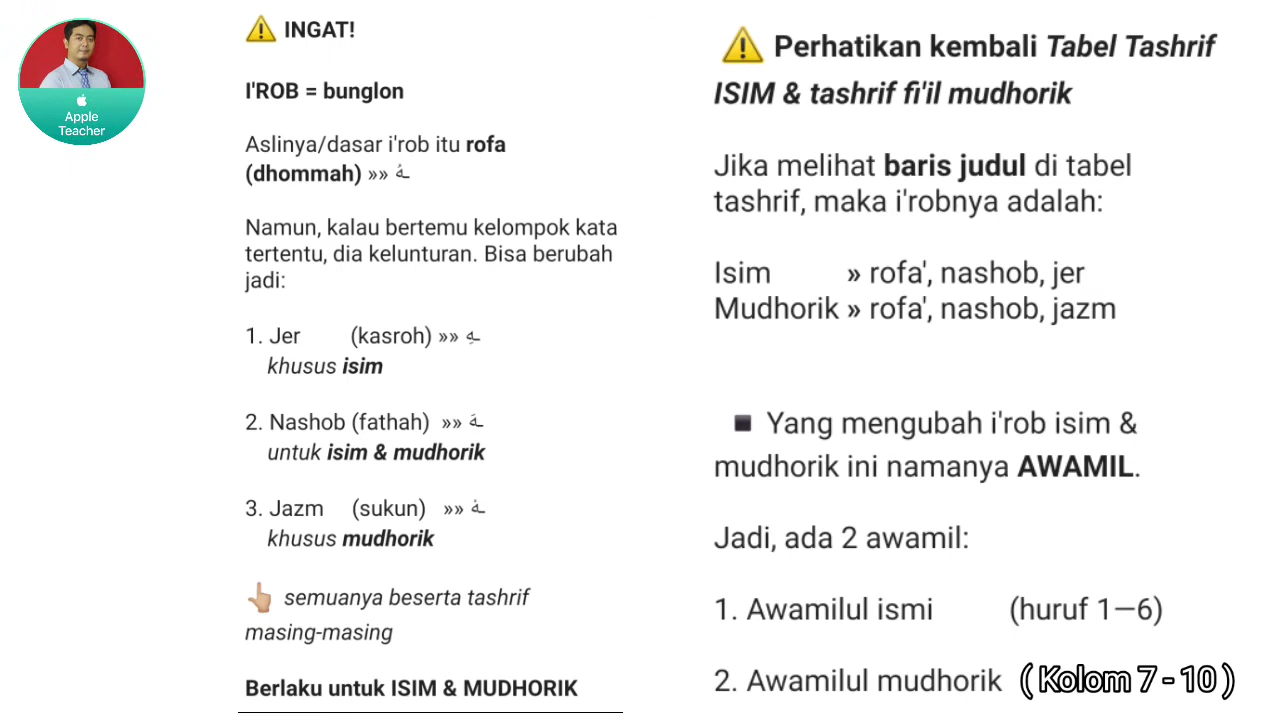 Apple
Teacher
⚠️ INGAT!
I'ROB = bunglon
Aslinya/dasar i'rob itu rofa
(dhommah) »» ـُہ
Namun, kalau bertemu kelompok kata
tertentu, dia kelunturan. Bisa berubah
jadi:
1. Jer (kasroh) »» ـِہ
khusus isim
2. Nashob (fathah) »» ـَہ
untuk isim & mudhorik
3. Jazm (sukun) »» ـْہ
khusus mudhorik
👆 semuanya beserta tashrif
masing-masing
Berlaku untuk ISIM & MUDHORIK
⚠️ Perhatikan kembali Tabel Tashrif
ISIM & tashrif fi'il mudhorik
Jika melihat baris judul di tabel
tashrif, maka i'robnya adalah:
Isim » rofa', nashob, jer
Mudhorik » rofa', nashob, jazm
▪️ Yang mengubah i'rob isim &
mudhorik ini namanya AWAMIL.
Jadi, ada 2 awamil:
1. Awamilul ismi (huruf 1—6)
2. Awamilul mudhorik ( Kolom 7 - 10 )